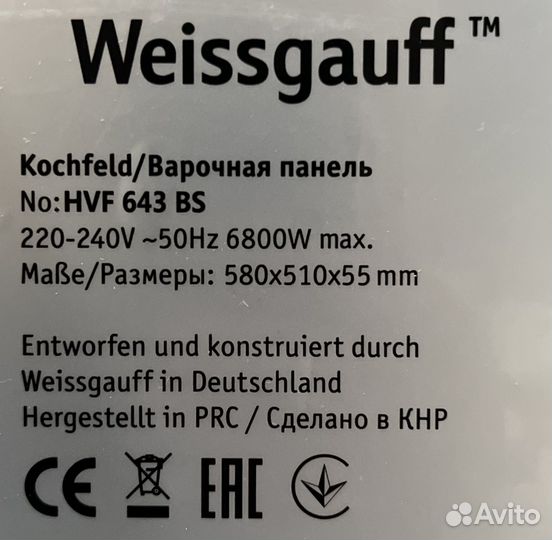 Weissgauff™
Kochfeld/Варочная панель
No:HVF 643 BS
220-240V ~50Hz 6800W max.
Maße/Размеры: 580x510x55 mm
Entworfen und konstruiert durch
Weissgauff in Deutschland
Hergestellt in PRC / Сделано в КНР
CE EAC
Avito